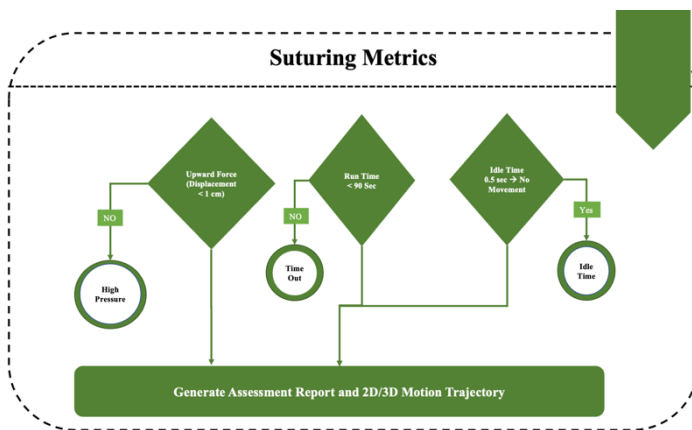 Suturing Metrics
Upward Force
(Displacement
< 1 cm)
Run Time
< 90 Sec
Idle Time
0.5 sec → No
Movement
NO
NO
Yes
High
Pressure
Time
Out
Idle
Time
Generate Assessment Report and 2D/3D Motion Trajectory